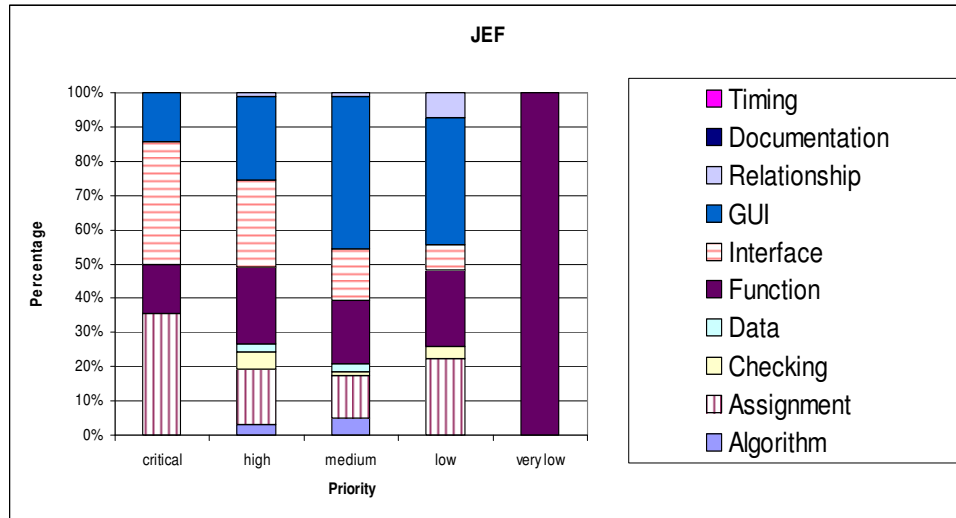 JEF
100%
90%
80%
70%
60%
50%
40%
30%
20%
10%
0%
Percentage
critical high medium low very low
Priority
Timing
Documentation
Relationship
GUI
Interface
Function
Data
Checking
Assignment
Algorithm